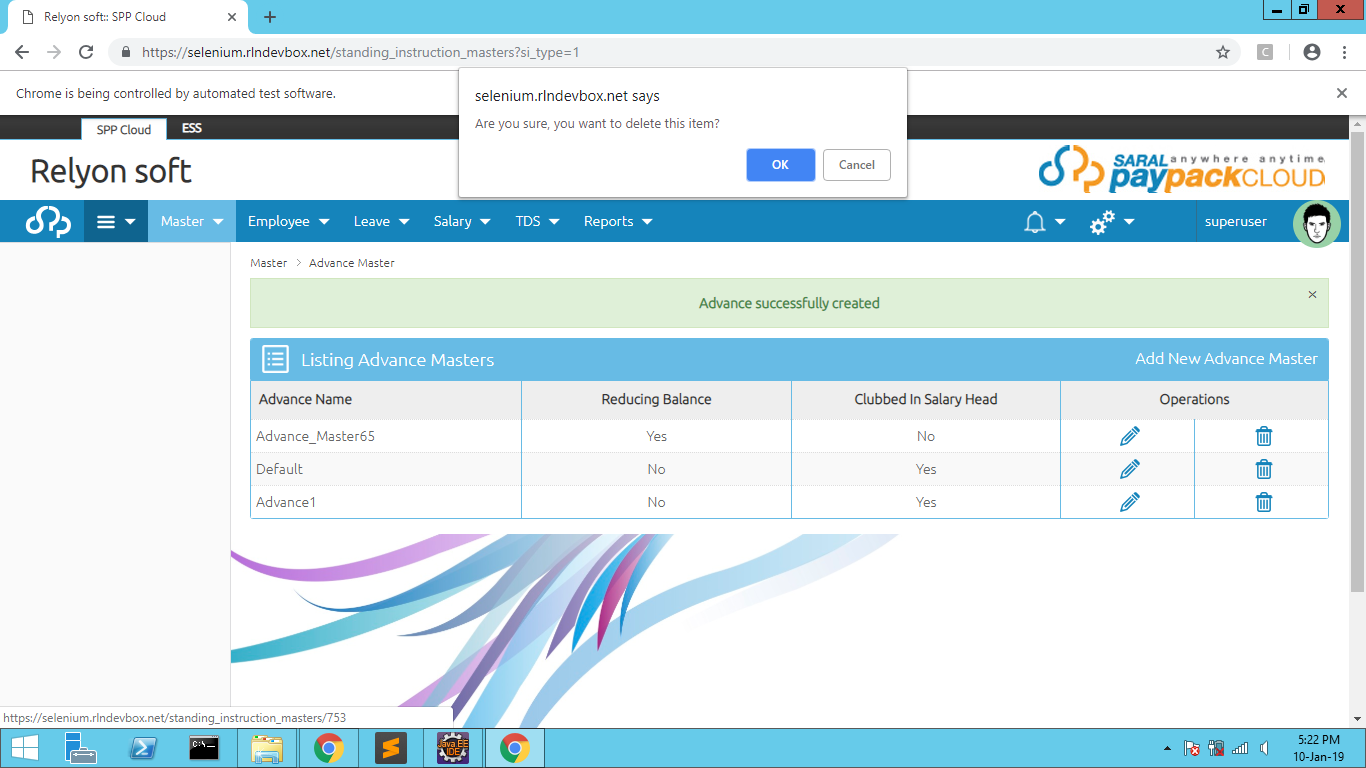 Relyon soft:: SPP Cloud
https://selenium.rlndevbox.net/standing_instruction_masters?si_type=1
C
Chrome is being controlled by automated test software.
selenium.rlndevbox.net says
Are you sure, you want to delete this item?
OK Cancel
SPP Cloud ESS
Relyon soft
SARAL anywhere anytime
paypackCLOUD
Master Employee Leave Salary TDS Reports superuser
Master > Advance Master
Advance successfully created ×
Listing Advance Masters Add New Advance Master
Advance Name Reducing Balance Clubbed In Salary Head Operations
Advance_Master65 Yes No
Default No Yes
Advance1 No Yes
https://selenium.rlndevbox.net/standing_instruction_masters/753
C:\_
Java EE
IDE
5:22 PM
10-Jan-19